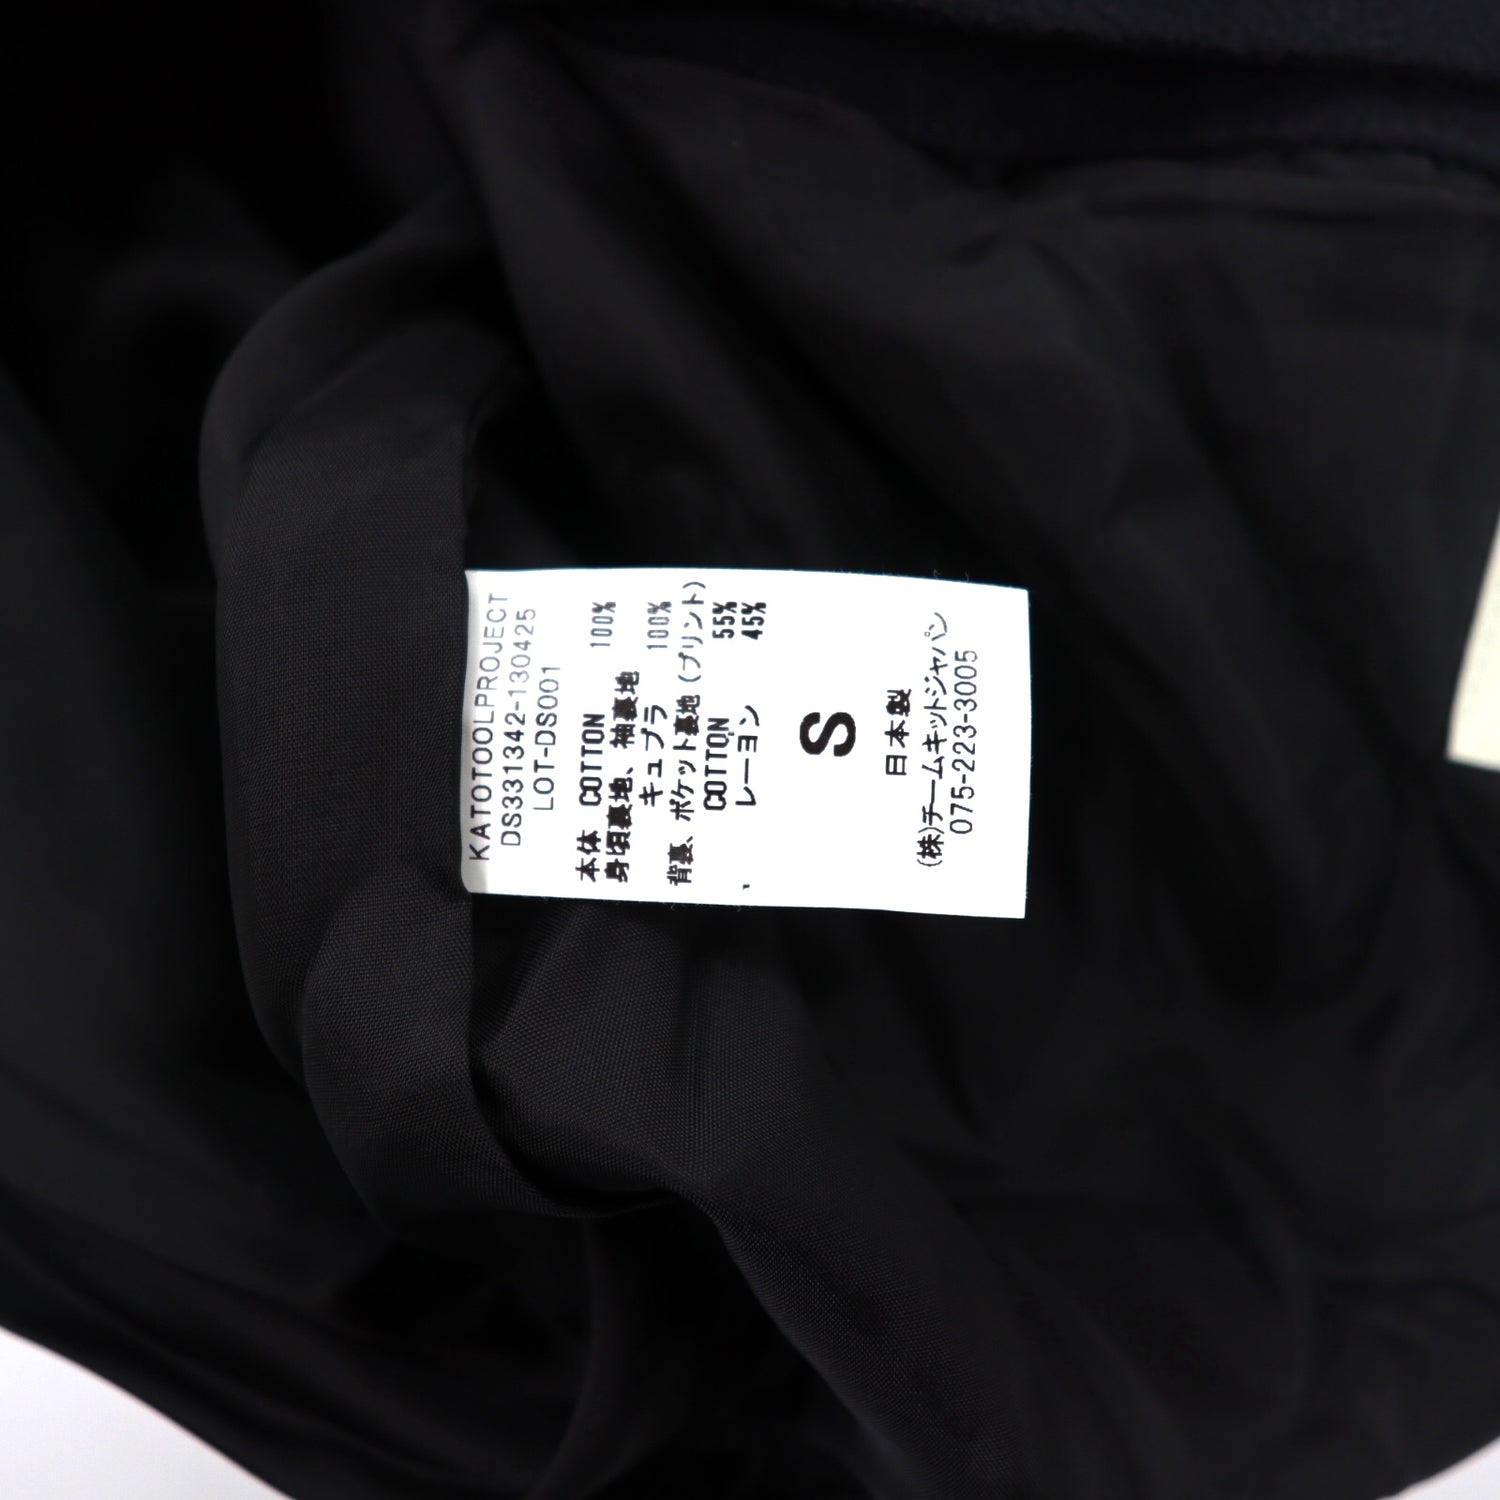 KATOTOOLPROJECT
DS331342-130425
LOT-DS001
本体 COTTON 100%
身頃裏地、袖裏地
キュプラ 100%
背裏、ポケット裏地(プリント)
COTTON 55%
、 レーヨン 45%
S
日本製
(株)チームキッドジャパン
075-223-3005